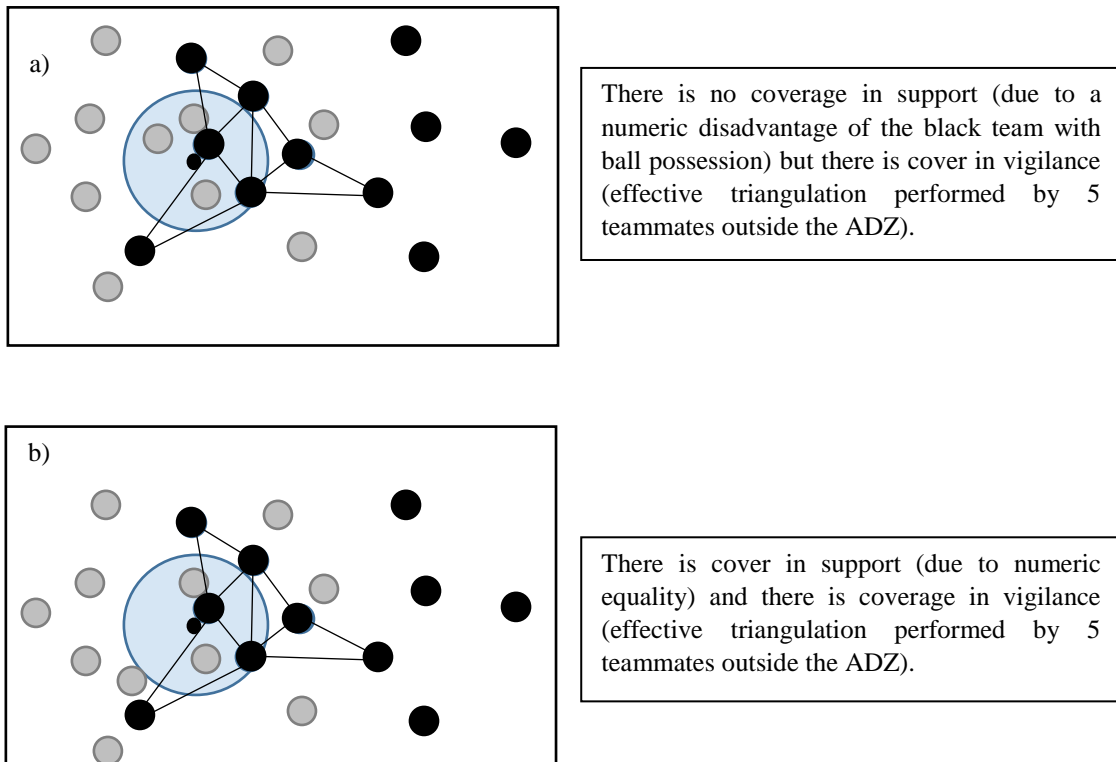 a)
There is no coverage in support (due to a
numeric disadvantage of the black team with
ball possession) but there is cover in vigilance
(effective triangulation performed by 5
teammates outside the ADZ).
b)
There is cover in support (due to numeric
equality) and there is coverage in vigilance
(effective triangulation performed by 5
teammates outside the ADZ).